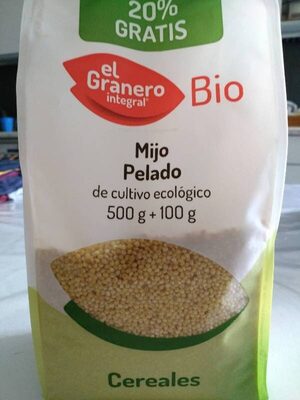 20%
GRATIS
el
Granero
integral®
Bio
Mijo
Pelado
de cultivo ecológico
500 g + 100 g
Cereales